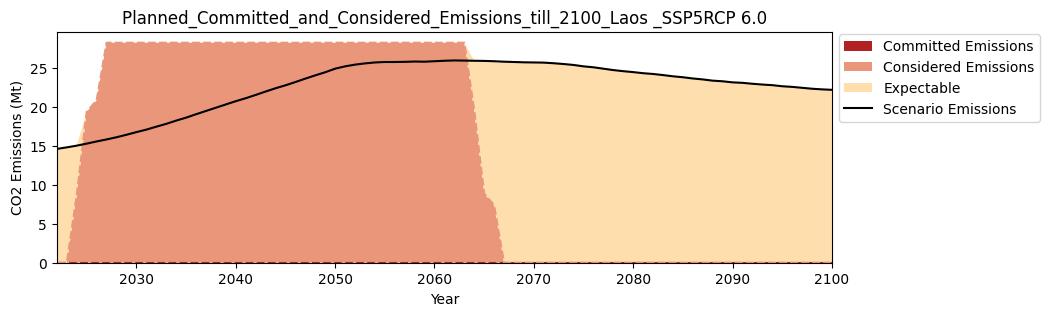 Planned_Committed_and_Considered_Emissions_till_2100_Laos _SSP5RCP 6.0
CO2 Emissions (Mt)
25
20
15
10
5
0
2030 2040 2050 2060 2070 2080 2090 2100
Year
Committed Emissions
Considered Emissions
Expectable
Scenario Emissions